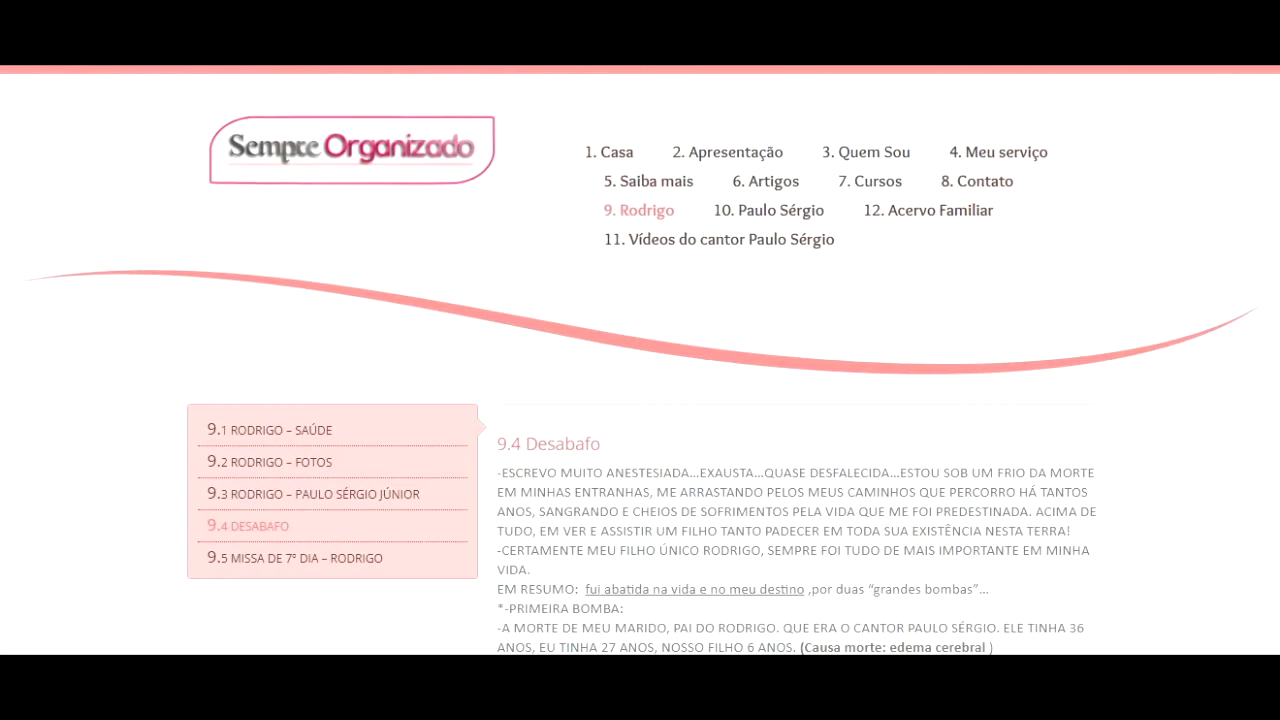 Sempre Organizado
1. Casa 2. Apresentação 3. Quem Sou 4. Meu serviço
5. Saiba mais 6. Artigos 7. Cursos 8. Contato
9. Rodrigo 10. Paulo Sérgio 12. Acervo Familiar
11. Vídeos do cantor Paulo Sérgio
9.1 RODRIGO – SAÚDE
9.2 RODRIGO – FOTOS
9.3 RODRIGO – PAULO SÉRGIO JÚNIOR
9.4 DESABAFO
9.5 MISSA DE 7º DIA – RODRIGO
9.4 Desabafo
-ESCREVO MUITO ANESTESIADA...EXAUSTA...QUASE DESFALECIDA...ESTOU SOB UM FRIO DA MORTE
EM MINHAS ENTRANHAS, ME ARRASTANDO PELOS MEUS CAMINHOS QUE PERCORRO HÁ TANTOS
ANOS, SANGRANDO E CHEIOS DE SOFRIMENTOS PELA VIDA QUE ME FOI PREDESTINADA. ACIMA DE
TUDO, EM VER E ASSISTIR UM FILHO TANTO PADECER EM TODA SUA EXISTÊNCIA NESTA TERRA!
-CERTAMENTE MEU FILHO ÚNICO RODRIGO, SEMPRE FOI TUDO DE MAIS IMPORTANTE EM MINHA
VIDA.
EM RESUMO: fui abatida na vida e no meu destino ,por duas “grandes bombas”...
*-PRIMEIRA BOMBA:
-A MORTE DE MEU MARIDO, PAI DO RODRIGO. QUE ERA O CANTOR PAULO SÉRGIO. ELE TINHA 36
ANOS, EU TINHA 27 ANOS, NOSSO FILHO 6 ANOS. (Causa morte: edema cerebral )